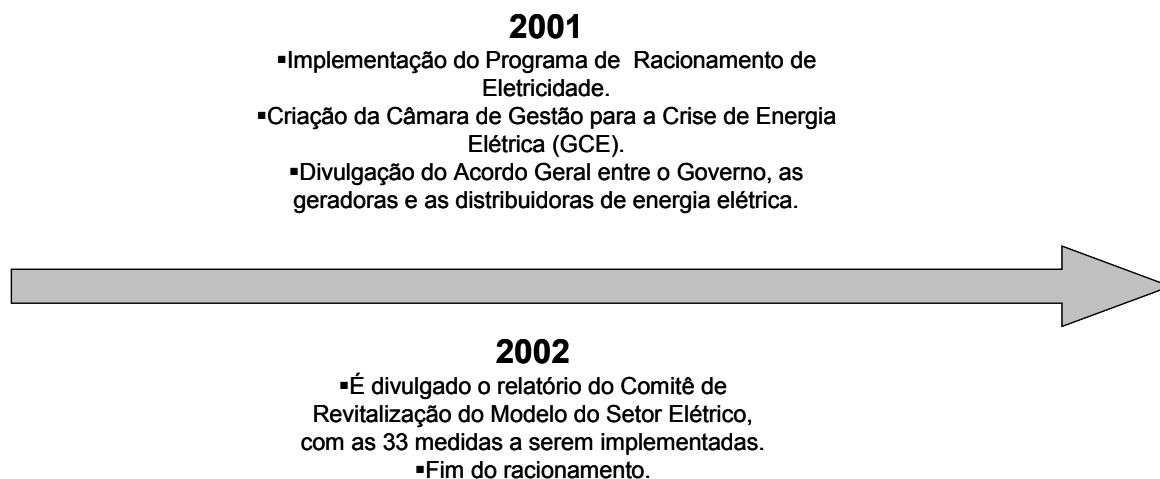 2001
▪Implementação do Programa de Racionamento de
Eletricidade.
▪Criação da Câmara de Gestão para a Crise de Energia
Elétrica (GCE).
▪Divulgação do Acordo Geral entre o Governo, as
geradoras e as distribuidoras de energia elétrica.
2002
▪É divulgado o relatório do Comitê de
Revitalização do Modelo do Setor Elétrico,
com as 33 medidas a serem implementadas.
▪Fim do racionamento.